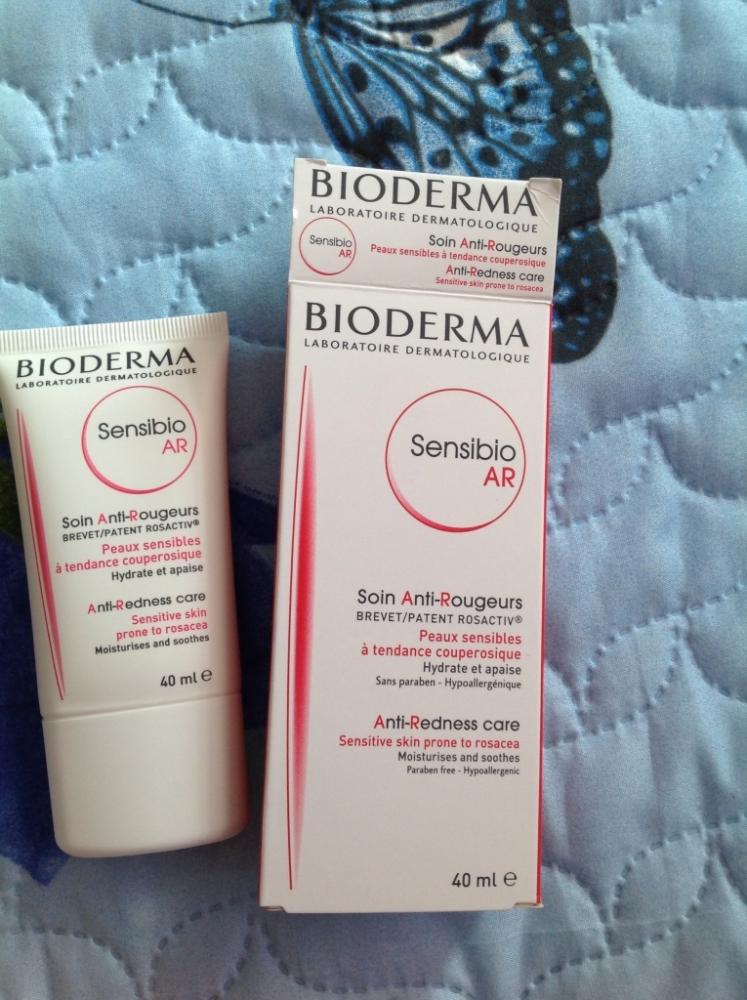 BIODERMA
LABORATOIRE DERMATOLOGIQUE
Sensibio
AR
Soin Anti-Rougeurs
BREVET/PATENT ROSACTIV®
Peaux sensibles
à tendance couperosique
Hydrate et apaise
Anti-Redness care
Sensitive skin
prone to rosacea
Moisturises and soothes
40 ml e
BIODERMA
LABORATOIRE DERMATOLOGIQUE
Sensibio
AR
Soin Anti-Rougeurs
Peaux sensibles à tendance couperosique
Anti-Redness care
Sensitive skin prone to rosacea
BIODERMA
LABORATOIRE DERMATOLOGIQUE
Sensibio
AR
Soin Anti-Rougeurs
BREVET/PATENT ROSACTIV®
Peaux sensibles
à tendance couperosique
Hydrate et apaise
Sans paraben - Hypoallergénique
Anti-Redness care
Sensitive skin prone to rosacea
Moisturises and soothes
Paraben free - Hypoallergenic
40 ml e